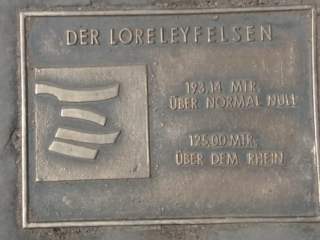 DER LORELEYFELSEN
193,14 MTR.
ÜBER NORMAL NULL
125,00 MTR.
ÜBER DEM RHEIN